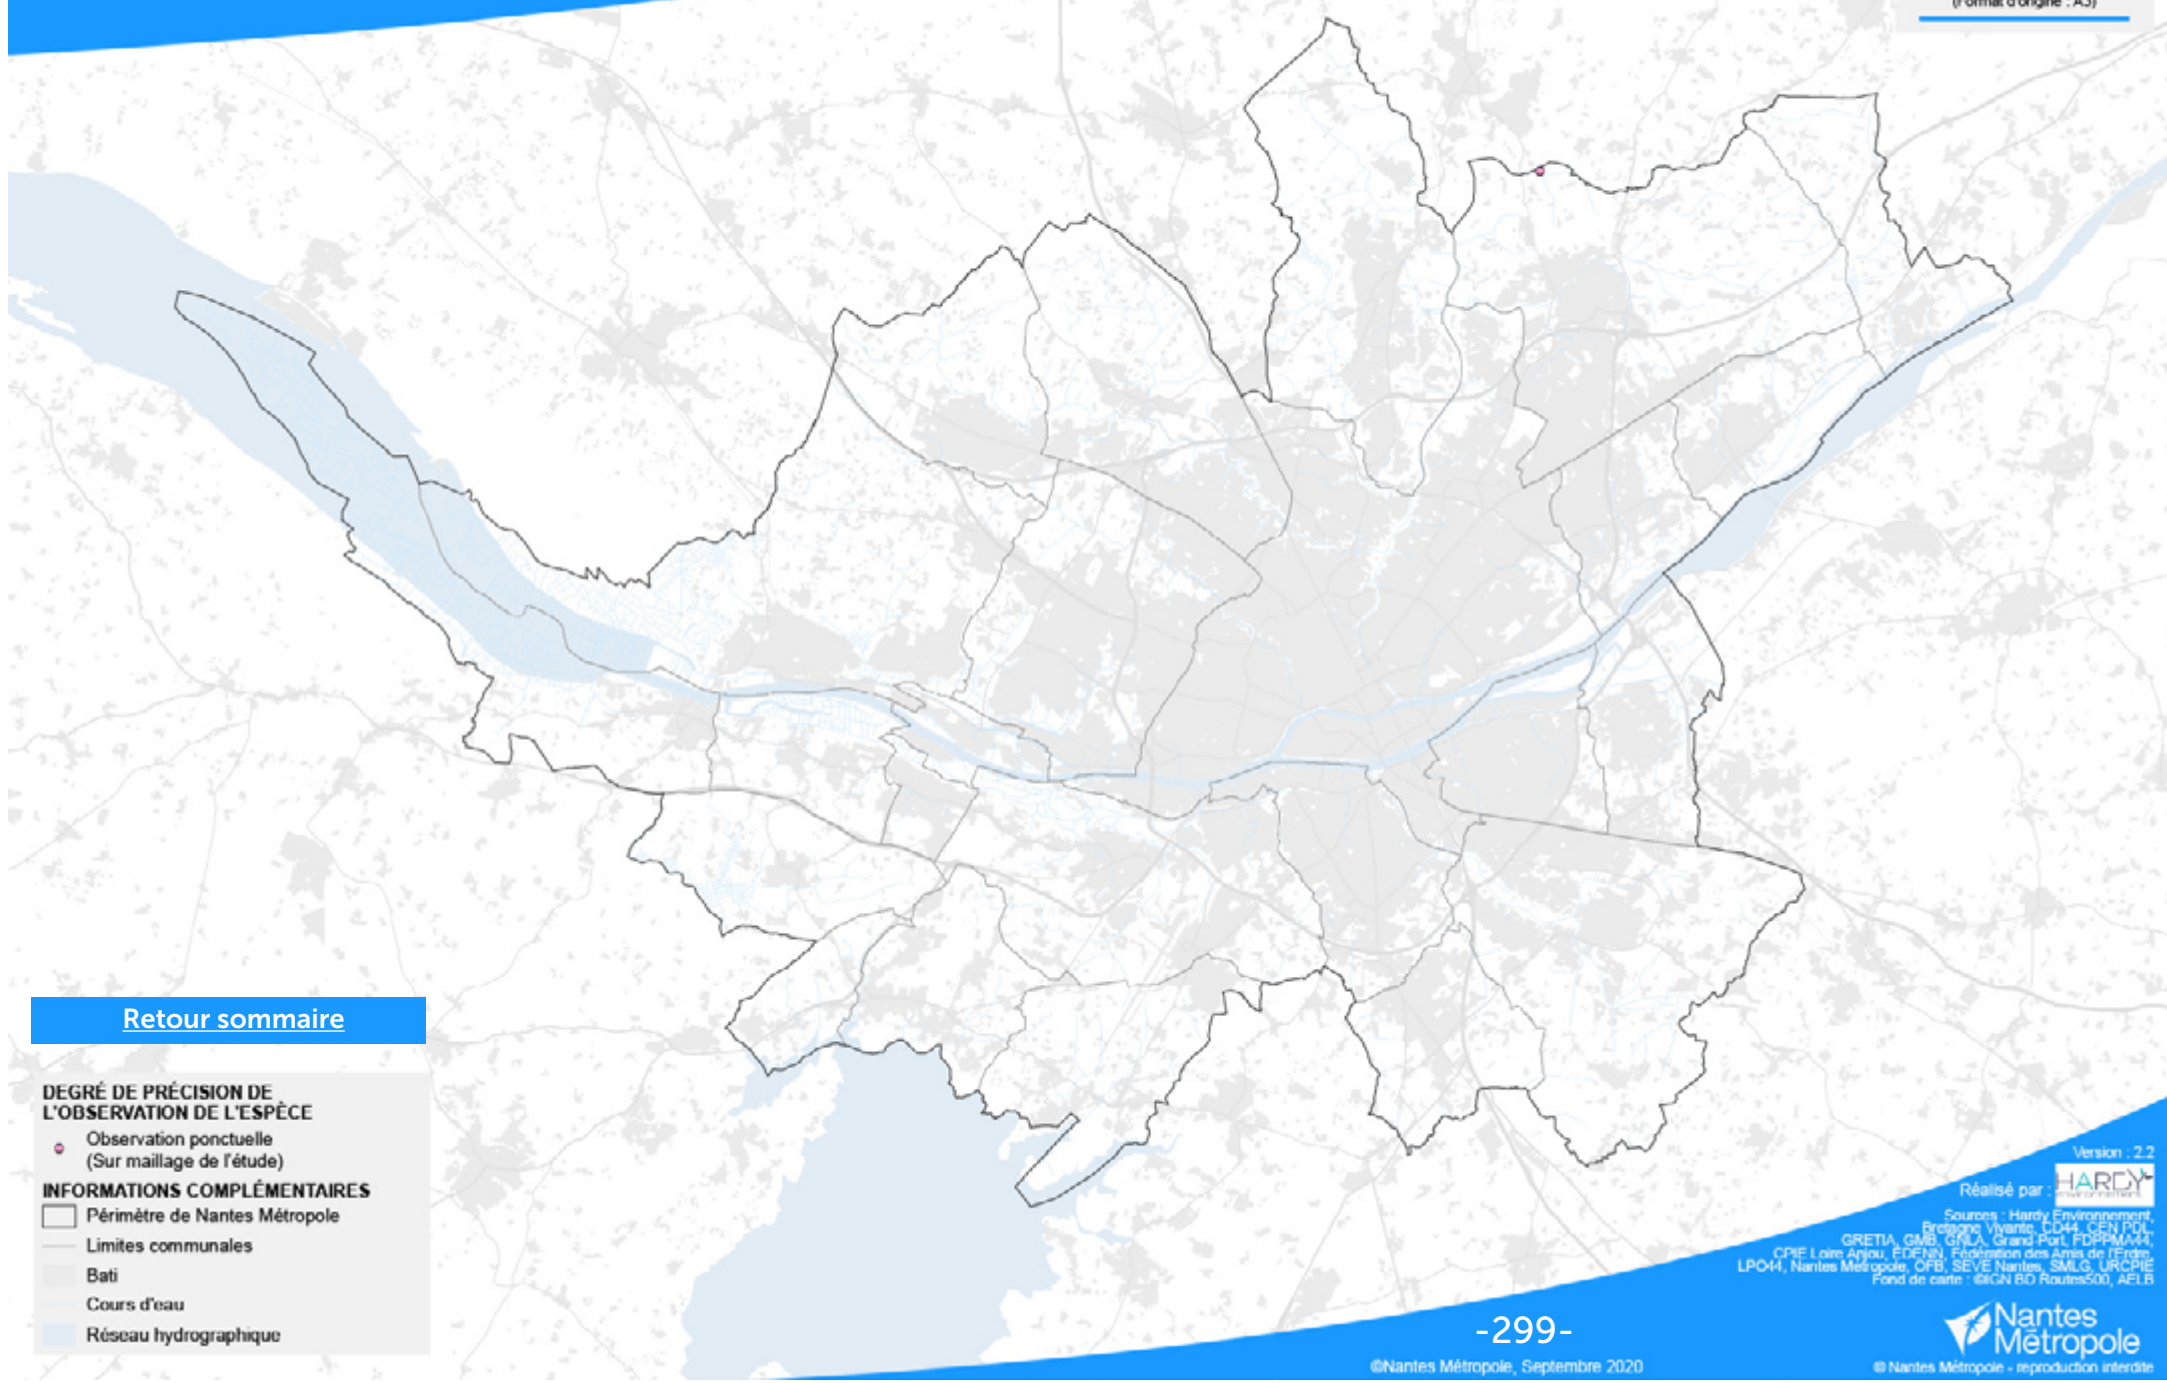 (Format d'origine : A3)
Retour sommaire
DEGRÉ DE PRÉCISION DE
L'OBSERVATION DE L'ESPÈCE
Observation ponctuelle
(Sur maillage de l'étude)
INFORMATIONS COMPLÉMENTAIRES
Périmètre de Nantes Métropole
Limites communales
Bati
Cours d'eau
Réseau hydrographique
Version : 2.2
Réalisé par : HARDY
environnement
Sources : Hardy Environnement,
Bretagne Vivante, CD44, CEN PDL,
GRETIA, GMB, GNLA, Grand-Port, FDPPMA44,
CPIE Loire Anjou, EDENN, Fédération des Amis de l'Erdre,
LPO44, Nantes Métropole, OFB, SEVE Nantes, SMLG, URCPIE
Fond de carte : ©IGN BD Routes500, AELB
-299-
Nantes
Métropole
©Nantes Métropole, Septembre 2020
© Nantes Métropole - reproduction interdite